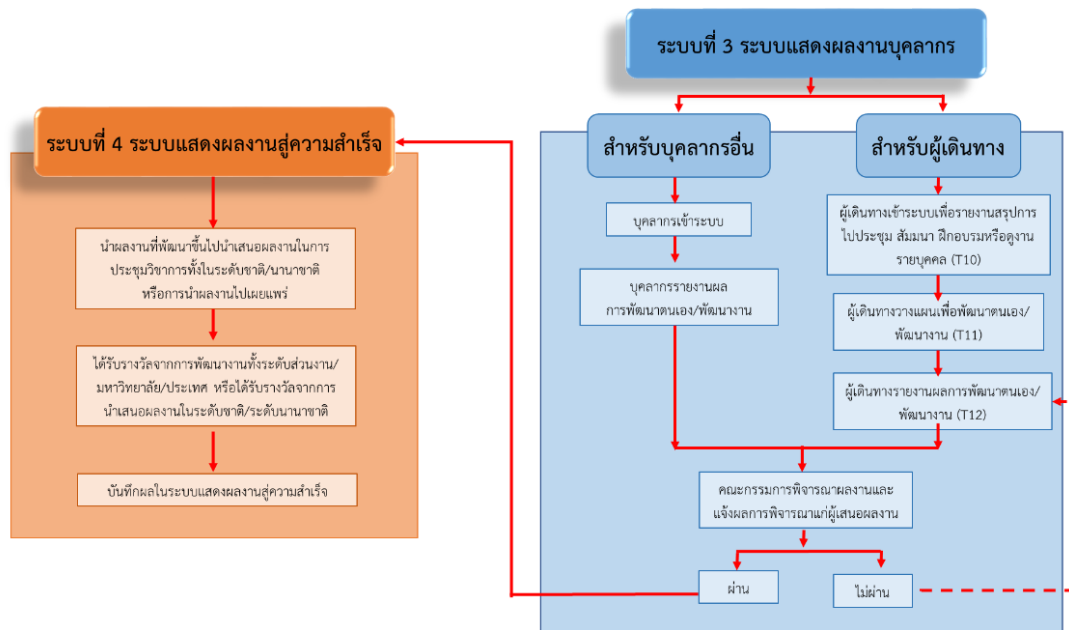 ระบบที่ 3 ระบบแสดงผลงานบุคลากร
สำหรับบุคลากรอื่น
สำหรับผู้เดินทาง
บุคลากรเข้าระบบ
บุคลากรรายงานผล
การพัฒนาตนเอง/พัฒนางาน
ผู้เดินทางเข้าระบบเพื่อรายงานสรุปการ
ไปประชุม สัมมนา ฝึกอบรมหรือดูงาน
รายบุคคล (T10)
ผู้เดินทางวางแผนเพื่อพัฒนาตนเอง/
พัฒนางาน (T11)
ผู้เดินทางรายงานผลการพัฒนาตนเอง/
พัฒนางาน (T12)
คณะกรรมการพิจารณาผลงานและ
แจ้งผลการพิจารณาแก่ผู้เสนอผลงาน
ผ่าน
ไม่ผ่าน
ระบบที่ 4 ระบบแสดงผลงานสู่ความสำเร็จ
นำผลงานที่พัฒนาขึ้นไปนำเสนอผลงานในการ
ประชุมวิชาการทั้งในระดับชาติ/นานาชาติ
หรือการนำผลงานไปเผยแพร่
ได้รับรางวัลจากการพัฒนางานทั้งระดับส่วนงาน/
มหาวิทยาลัย/ประเทศ หรือได้รับรางวัลจากการ
นำเสนอผลงานในระดับชาติ/ระดับนานาชาติ
บันทึกผลในระบบแสดงผลงานสู่ความสำเร็จ